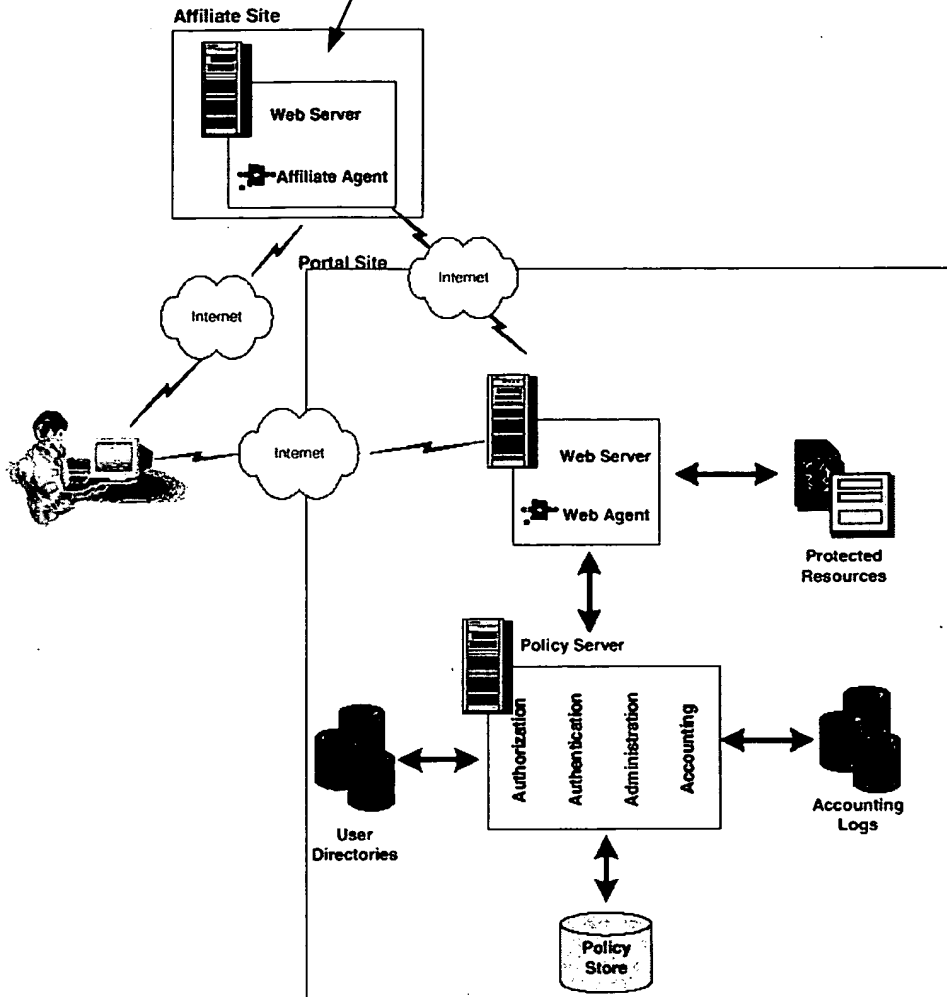 Affiliate Site
Web Server
Affiliate Agent
Portal Site
Internet
Internet
Internet
Web Server
Web Agent
Protected
Resources
Policy Server
Authorization
Authentication
Administration
Accounting
User
Directories
Accounting
Logs
Policy
Store